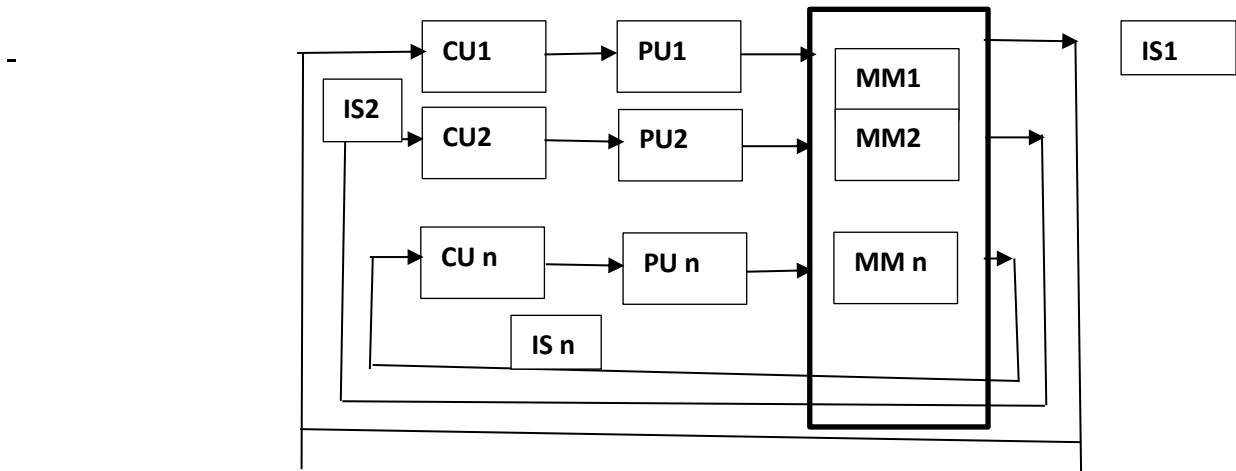 -
CU1
PU1
MM1
IS1
IS2
CU2
PU2
MM2
CU n
PU n
MM n
IS n